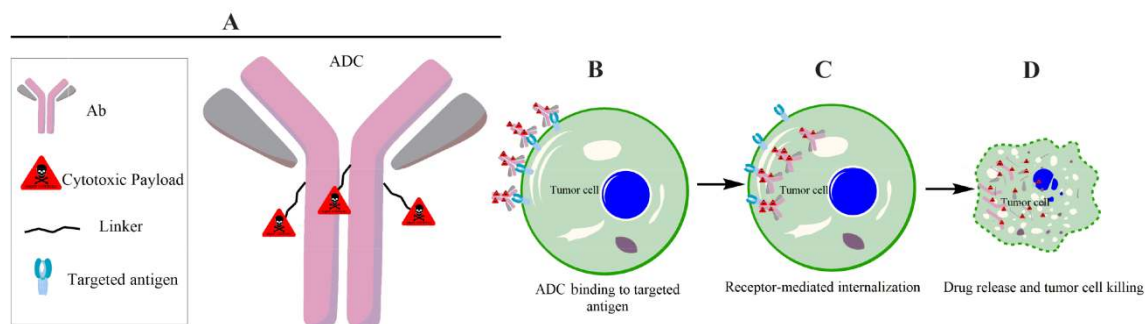 A
ADC
Ab
Cytotoxic Payload
Linker
Targeted antigen
B
Tumor cell
ADC binding to targeted
antigen
C
Tumor cell
Receptor-mediated internalization
D
Tumor cell
Drug release and tumor cell killing